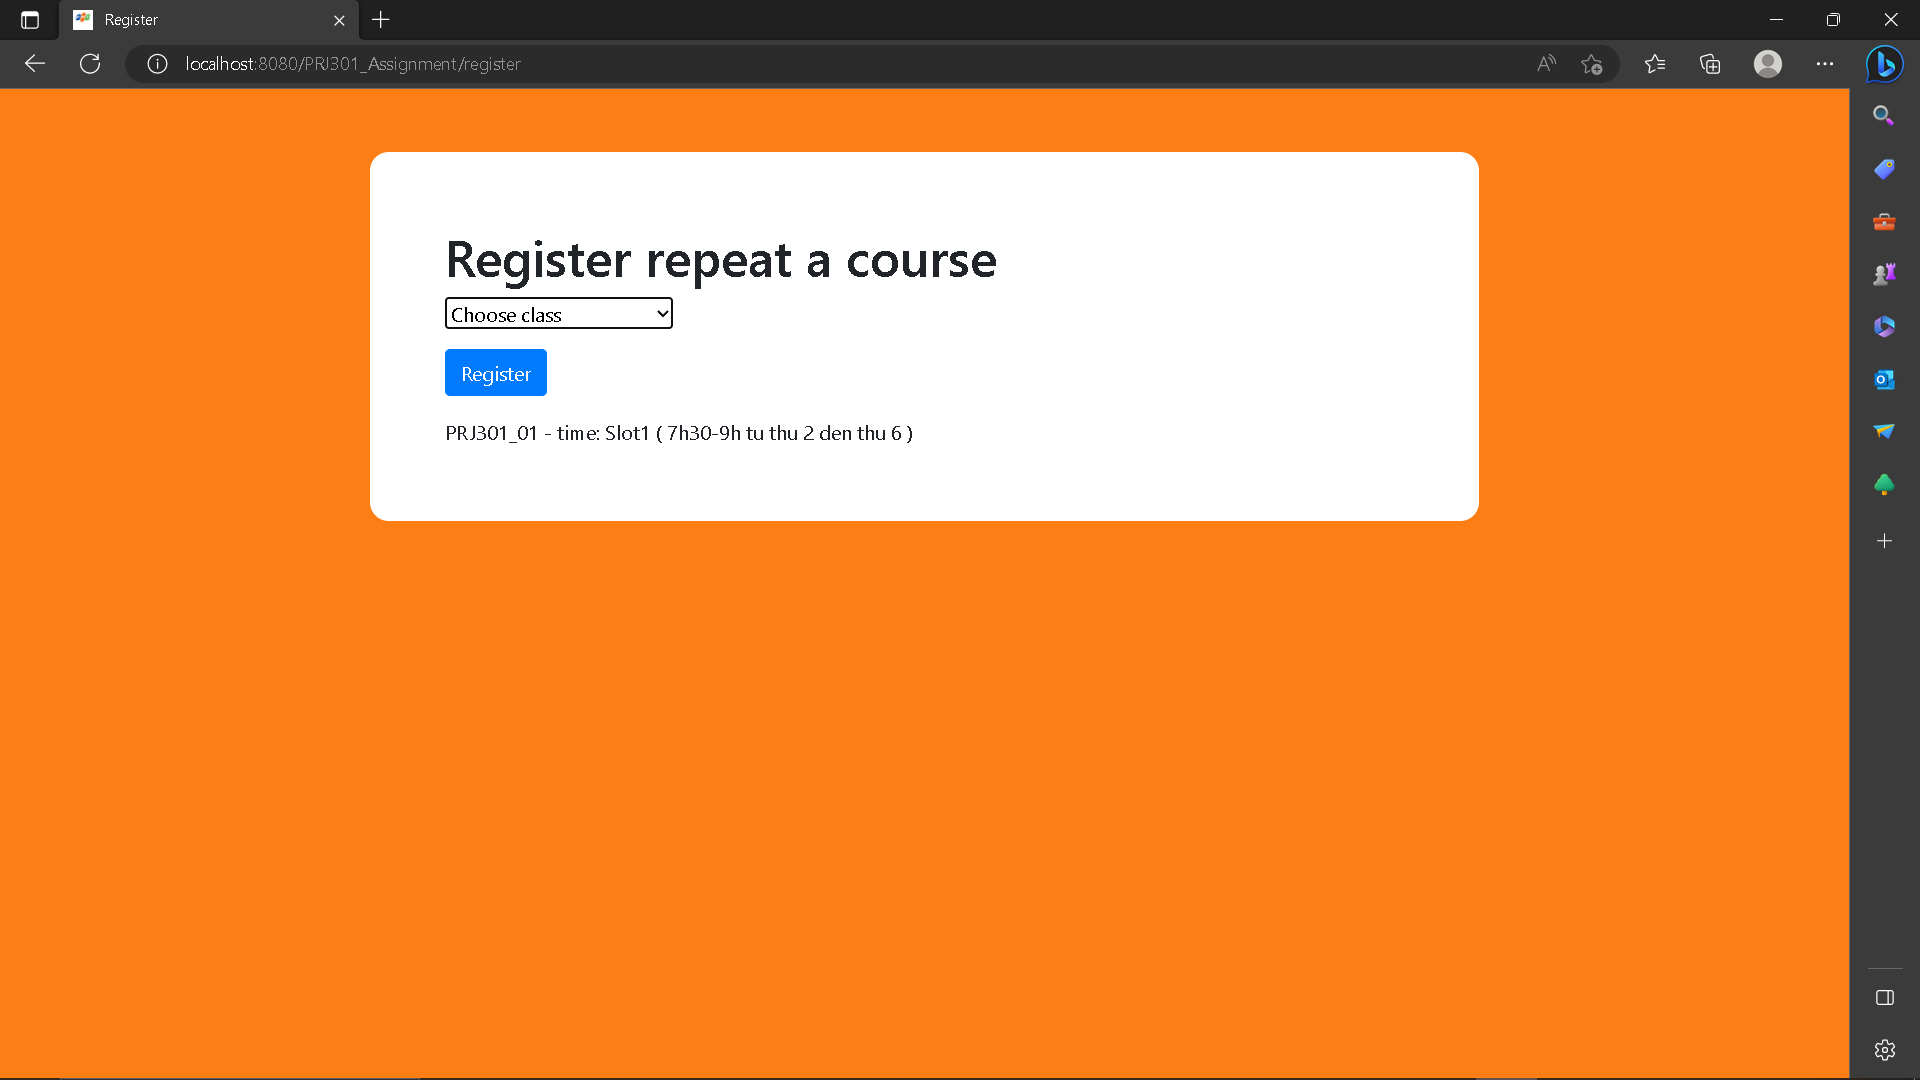 Register
localhost:8080/PRJ301_Assignment/register
Register repeat a course
Choose class
Register
PRJ301_01 - time: Slot1 ( 7h30-9h tu thu 2 den thu 6 )